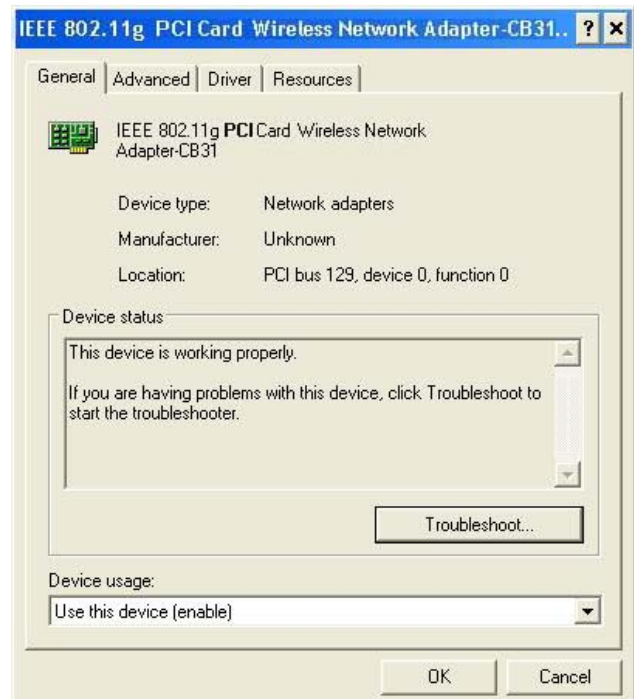 IEEE 802.11g PCI Card Wireless Network Adapter-CB31..
General
Advanced
Driver
Resources
IEEE 802.11g PCI Card Wireless Network
Adapter-CB31
Device type: Network adapters
Manufacturer: Unknown
Location: PCI bus 129, device 0, function 0
Device status
This device is working properly.
If you are having problems with this device, click Troubleshoot to
start the troubleshooter.
Troubleshoot...
Device usage:
Use this device (enable)
OK
Cancel